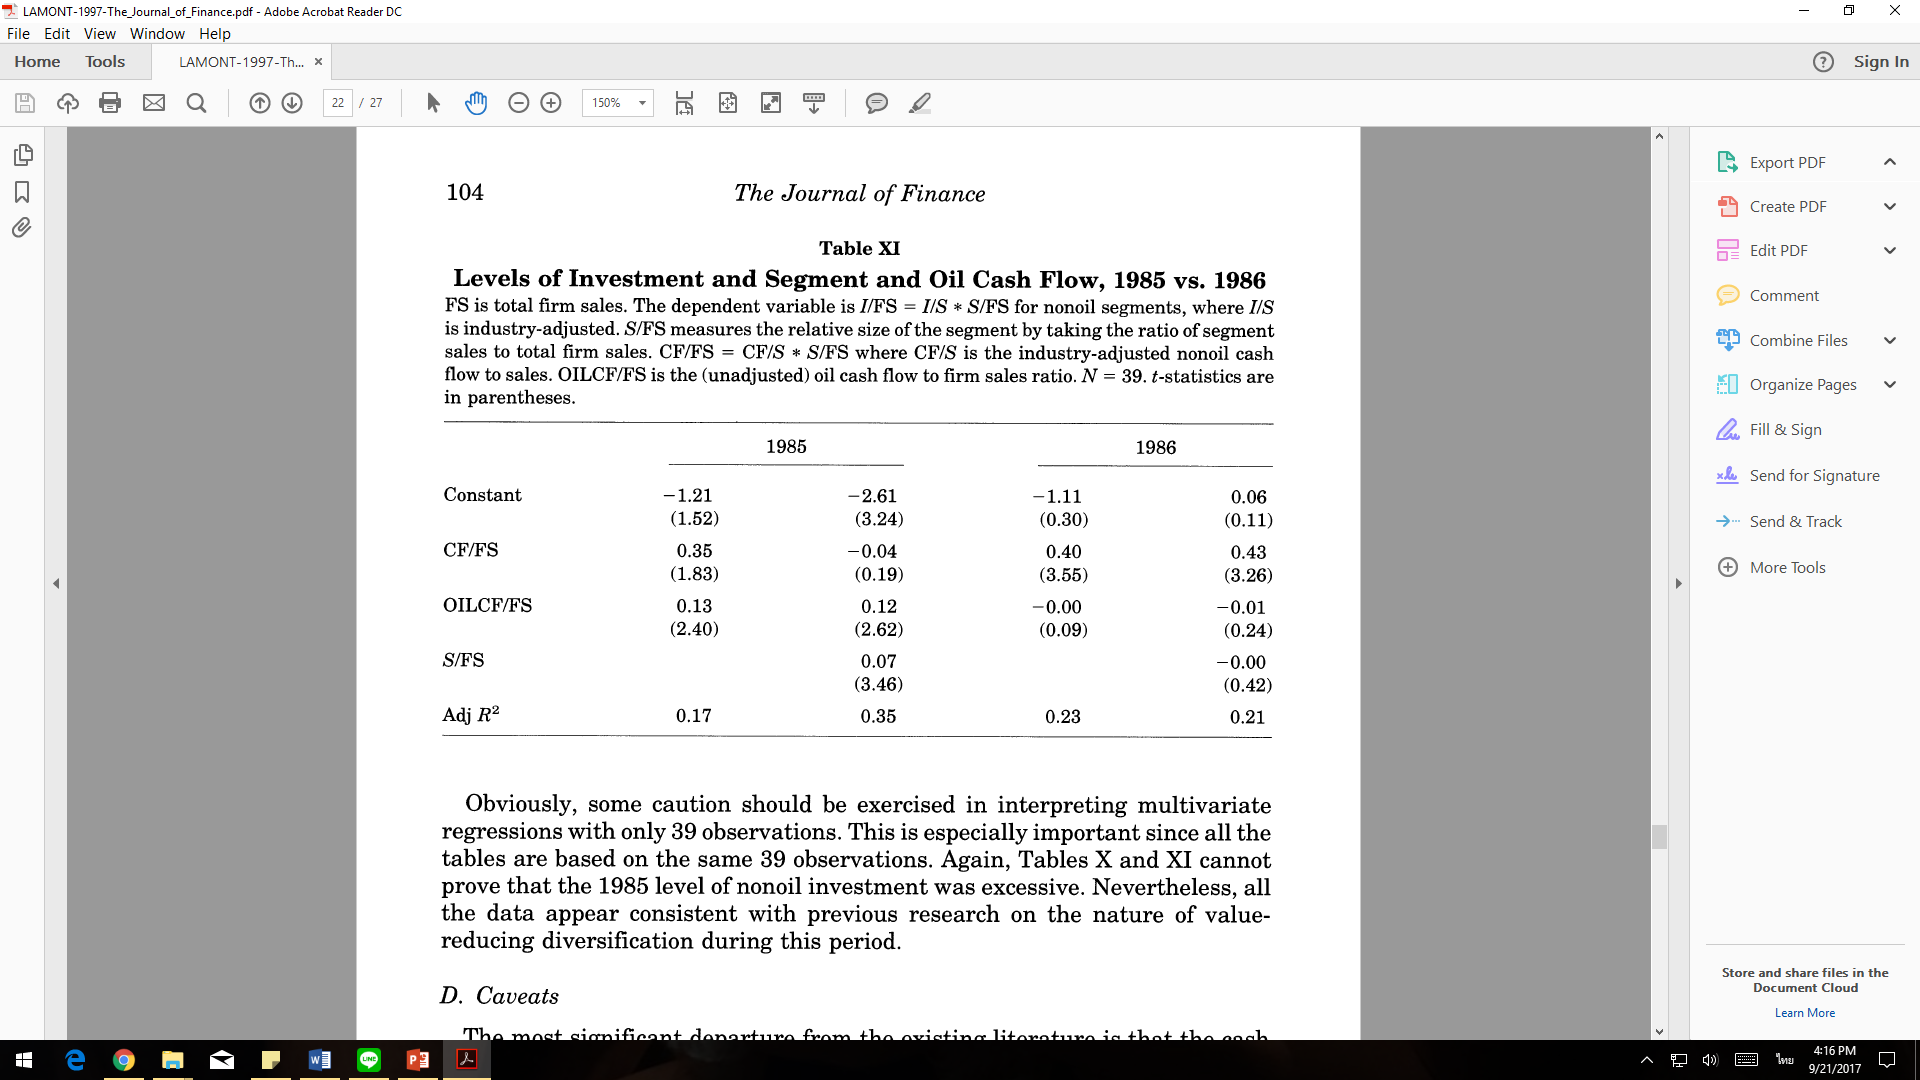 LAMONT-1997-The_Journal_of_Finance.pdf - Adobe Acrobat Reader DC
File Edit View Window Help
Home Tools LAMONT-1997-Th... × Sign In
22 / 27 150%
104 The Journal of Finance
Table XI
Levels of Investment and Segment and Oil Cash Flow, 1985 vs. 1986
FS is total firm sales. The dependent variable is I/FS = I/S * S/FS for nonoil segments, where I/S
is industry-adjusted. S/FS measures the relative size of the segment by taking the ratio of segment
sales to total firm sales. CF/FS = CF/S * S/FS where CF/S is the industry-adjusted nonoil cash
flow to sales. OILCF/FS is the (unadjusted) oil cash flow to firm sales ratio. N = 39. t-statistics are
in parentheses.
1985 1986
Constant −1.21 −2.61 −1.11 0.06
(1.52) (3.24) (0.30) (0.11)
CF/FS 0.35 −0.04 0.40 0.43
(1.83) (0.19) (3.55) (3.26)
OILCF/FS 0.13 0.12 −0.00 −0.01
(2.40) (2.62) (0.09) (0.24)
S/FS 0.07 −0.00
(3.46) (0.42)
Adj R² 0.17 0.35 0.23 0.21
Obviously, some caution should be exercised in interpreting multivariate
regressions with only 39 observations. This is especially important since all the
tables are based on the same 39 observations. Again, Tables X and XI cannot
prove that the 1985 level of nonoil investment was excessive. Nevertheless, all
the data appear consistent with previous research on the nature of value-
reducing diversification during this period.
D. Caveats
The most significant departure from the existing literature is that the cash
Export PDF
Create PDF
Edit PDF
Comment
Combine Files
Organize Pages
Fill & Sign
Send for Signature
Send & Track
More Tools
Store and share files in the
Document Cloud
Learn More
ไทย
4:16 PM
9/21/2017